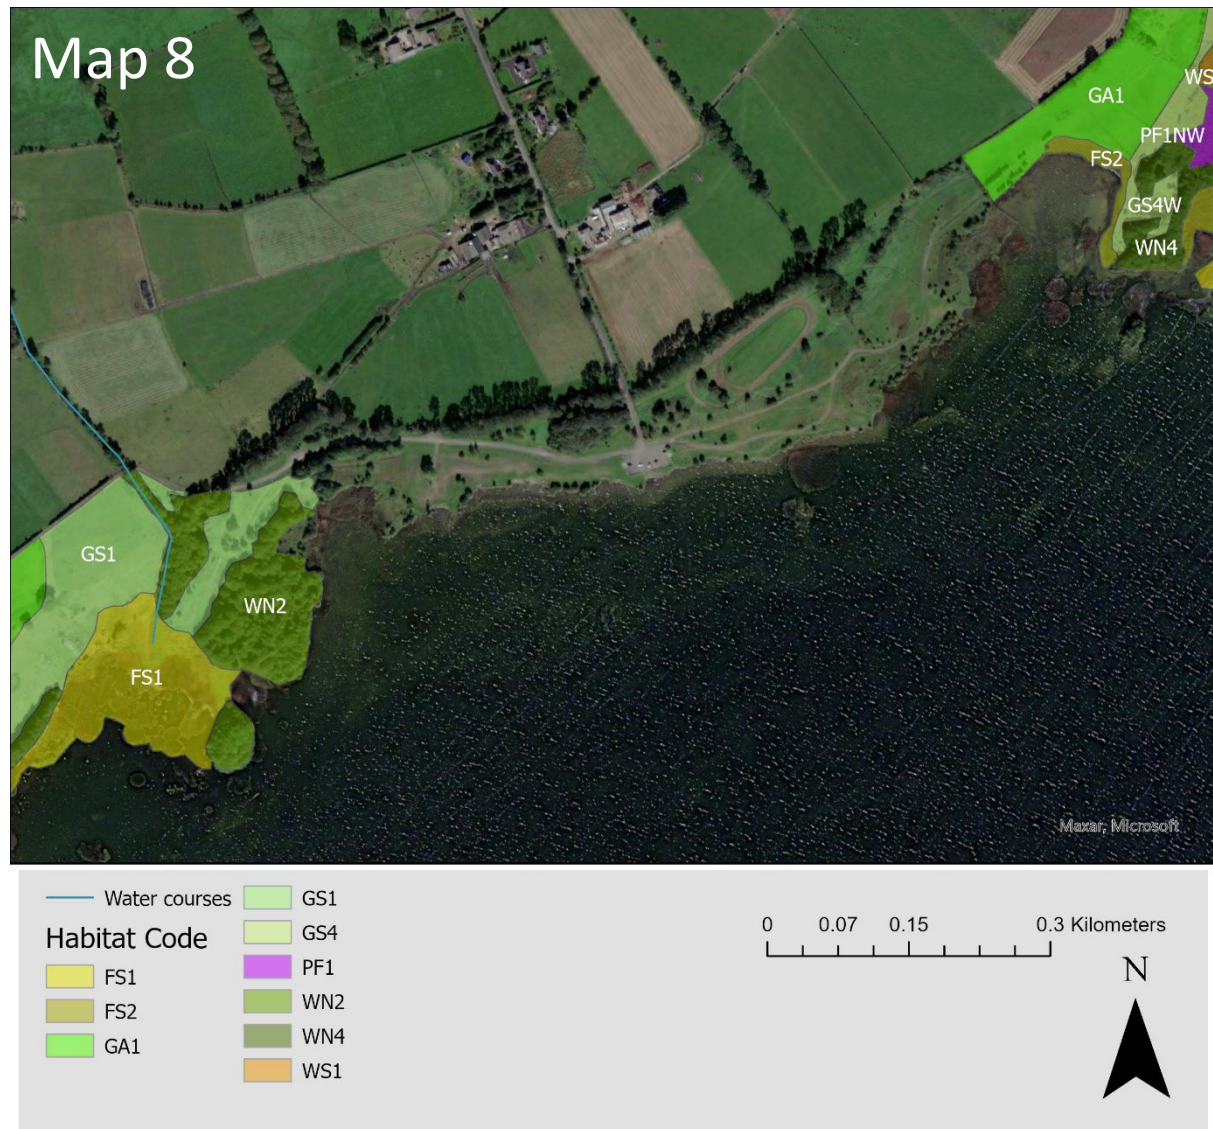 Map 8
GA1
WS
PF1NW
FS2
GS4W
WN4
GS1
WN2
FS1
Maxar, Microsoft
Water courses
Habitat Code
FS1
FS2
GA1
GS1
GS4
PF1
WN2
WN4
WS1
0 0.07 0.15 0.3 Kilometers
N